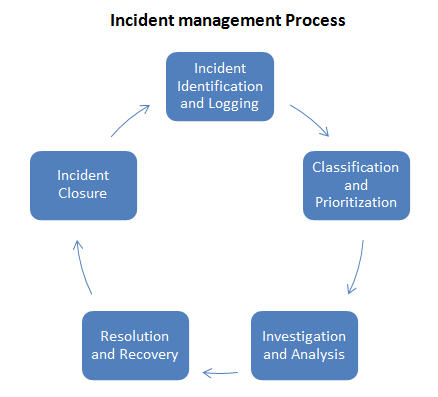 Incident management Process
Incident
Identification
and Logging
Classification
and
Prioritization
Investigation
and Analysis
Resolution
and Recovery
Incident
Closure